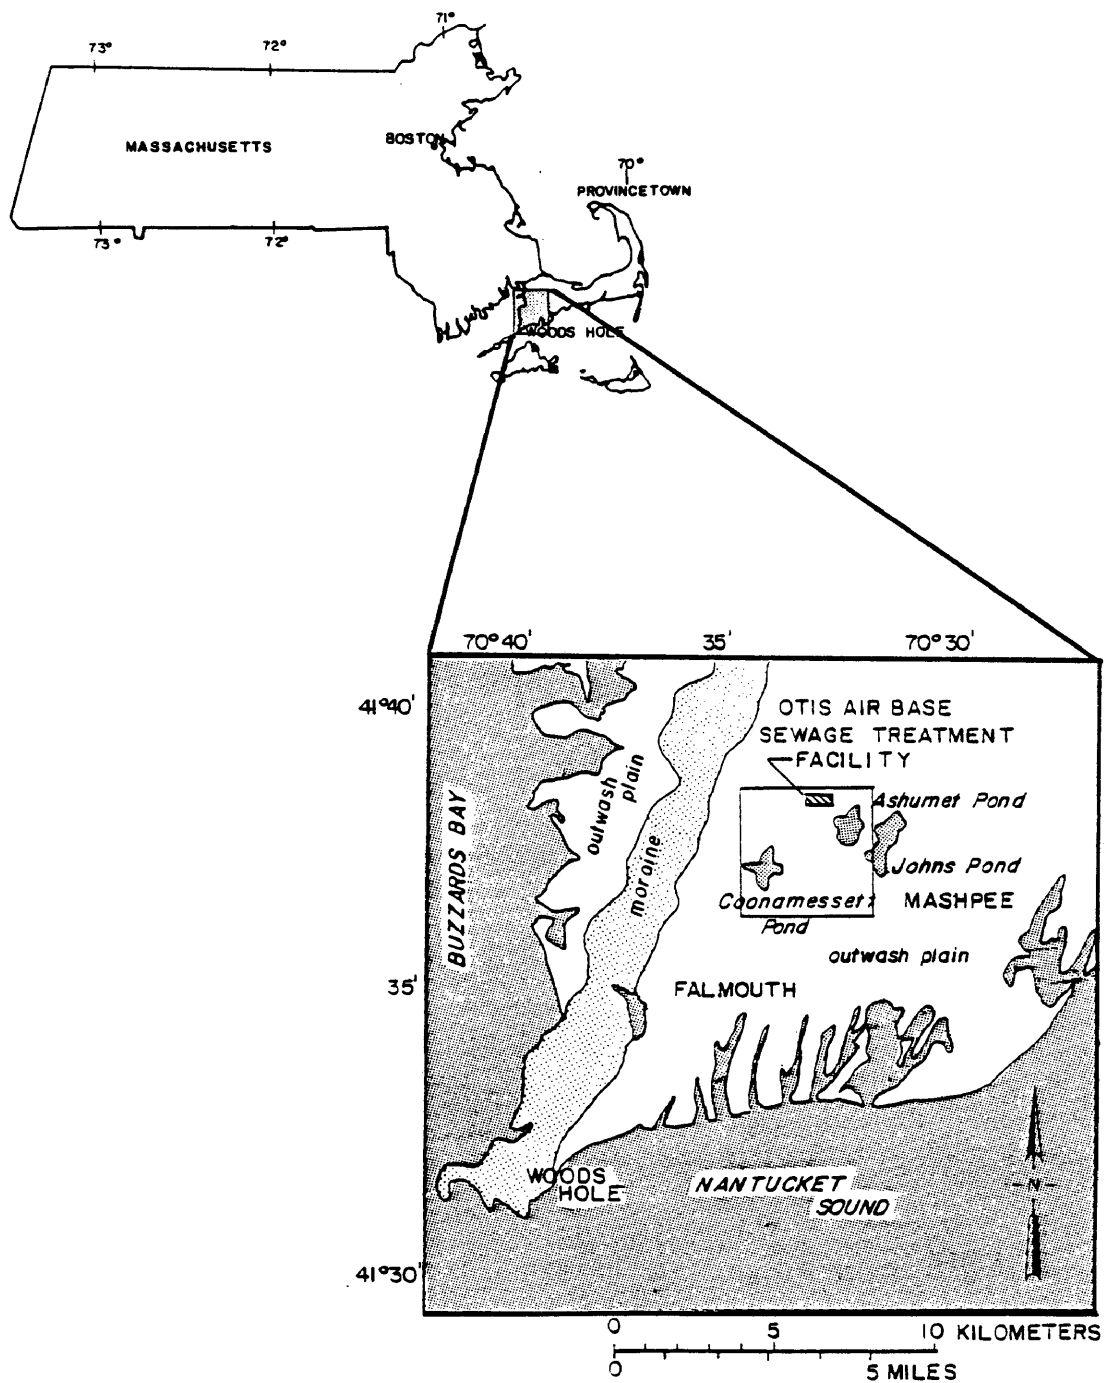 71°
73°
72°
MASSACHUSETTS
BOSTON
70°
PROVINCETOWN
73°
72°
WOODS HOLE
70°40'
35'
70°30'
41°40'
OTIS AIR BASE
SEWAGE TREATMENT
FACILITY
outwash plain
Ashumet Pond
BUZZARDS BAY
moraine
Johns Pond
Coonamessett
Pond
MASHPEE
outwash plain
35'
FALMOUTH
WOODS
HOLE
NANTUCKET
SOUND
N
41°30'
0 5 10 KILOMETERS
0 5 MILES